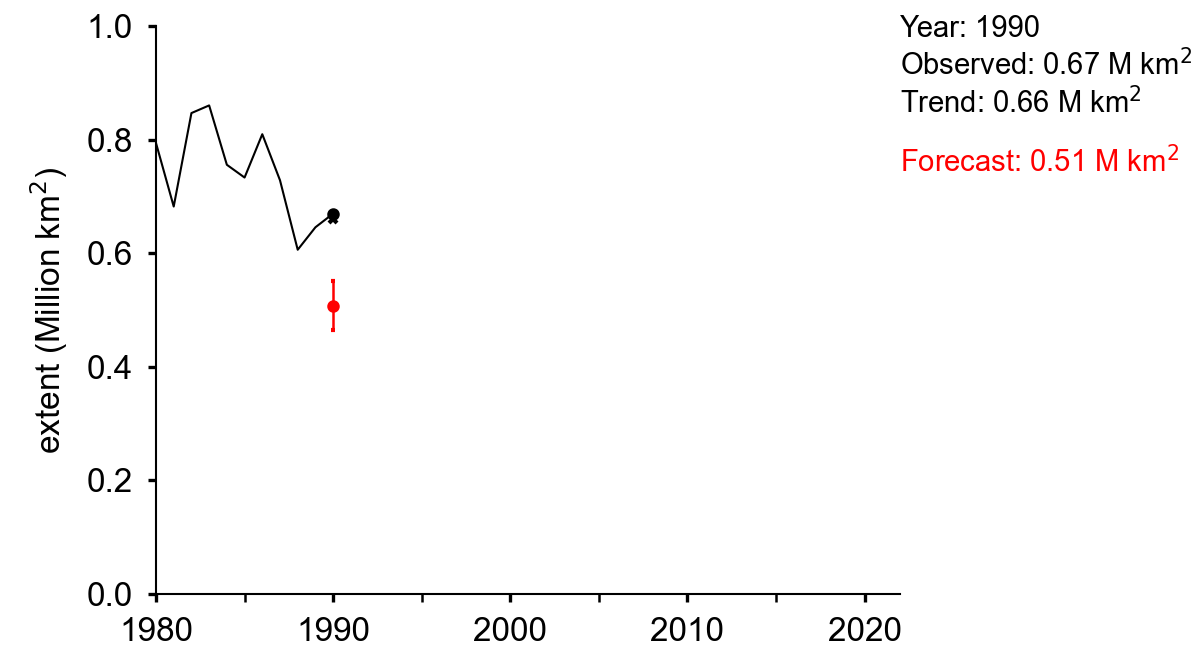 Year: 1990
Observed: 0.67 M km²
Trend: 0.66 M km²
Forecast: 0.51 M km²
extent (Million km²)
1.0
0.8
0.6
0.4
0.2
0.0
1980 1990 2000 2010 2020